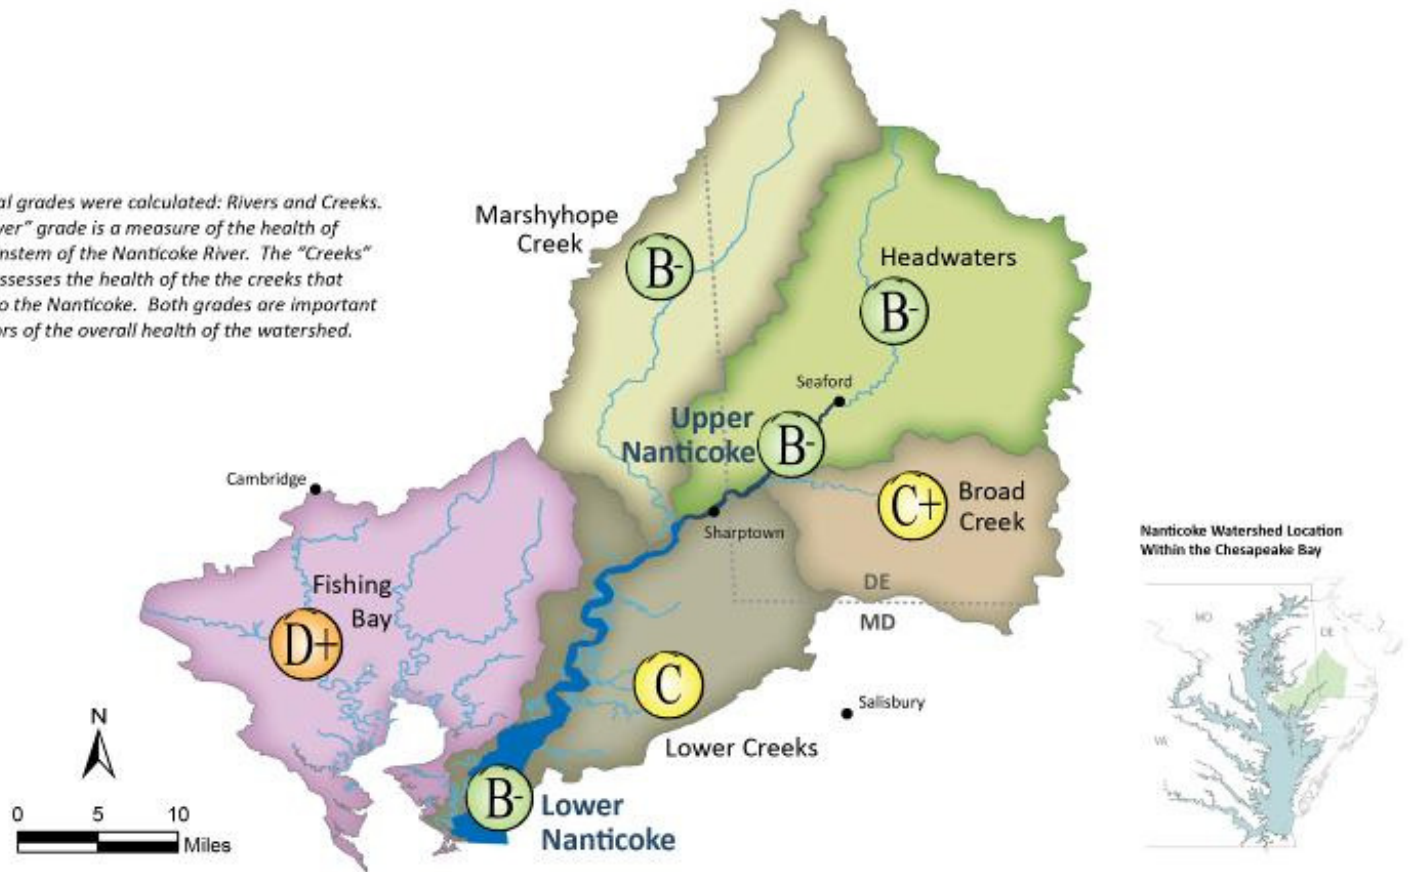 al grades were calculated: Rivers and Creeks.
ver" grade is a measure of the health of
nstem of the Nanticoke River. The "Creeks"
ssesses the health of the the creeks that
o the Nanticoke. Both grades are important
rs of the overall health of the watershed.
Marshyhope
Creek
B-
Headwaters
B-
Seaford
Upper
Nanticoke
B-
Cambridge
C+
Broad
Creek
Sharptown
Nanticoke Watershed Location
Within the Chesapeake Bay
Fishing
Bay
D+
DE
MD
MD
DE
VA
C
Salisbury
Lower Creeks
N
B-
Lower
Nanticoke
0 5 10
Miles